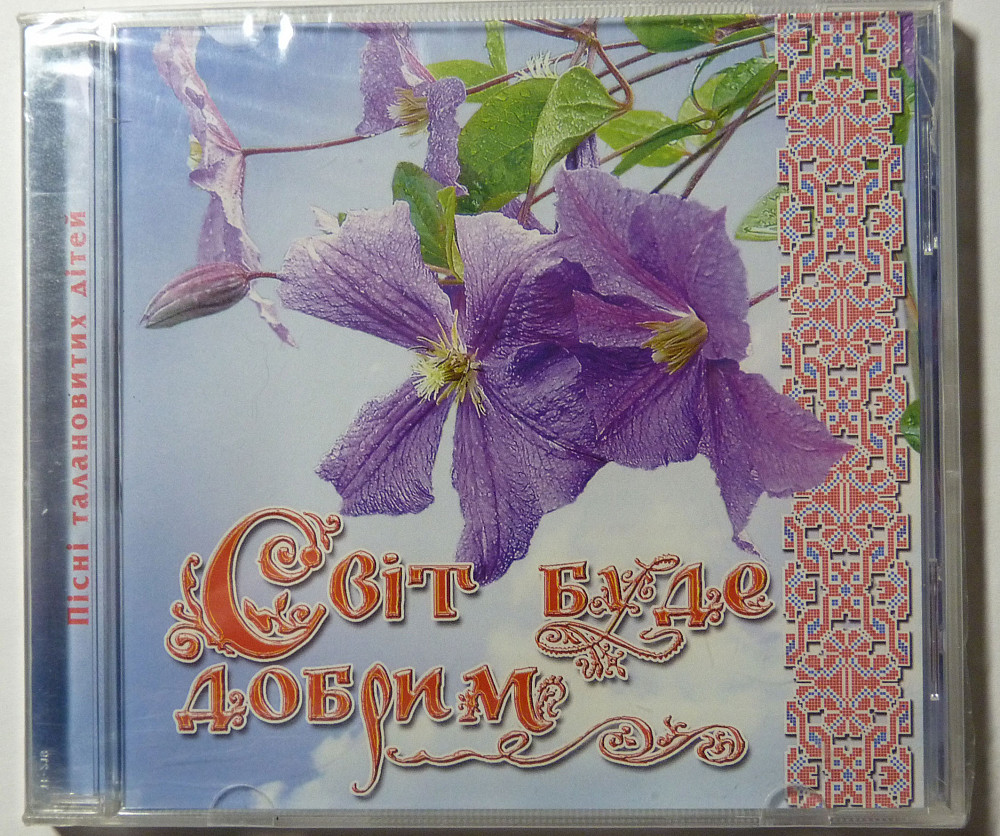 Пісні талановитих дітей
Світ буде
добрим